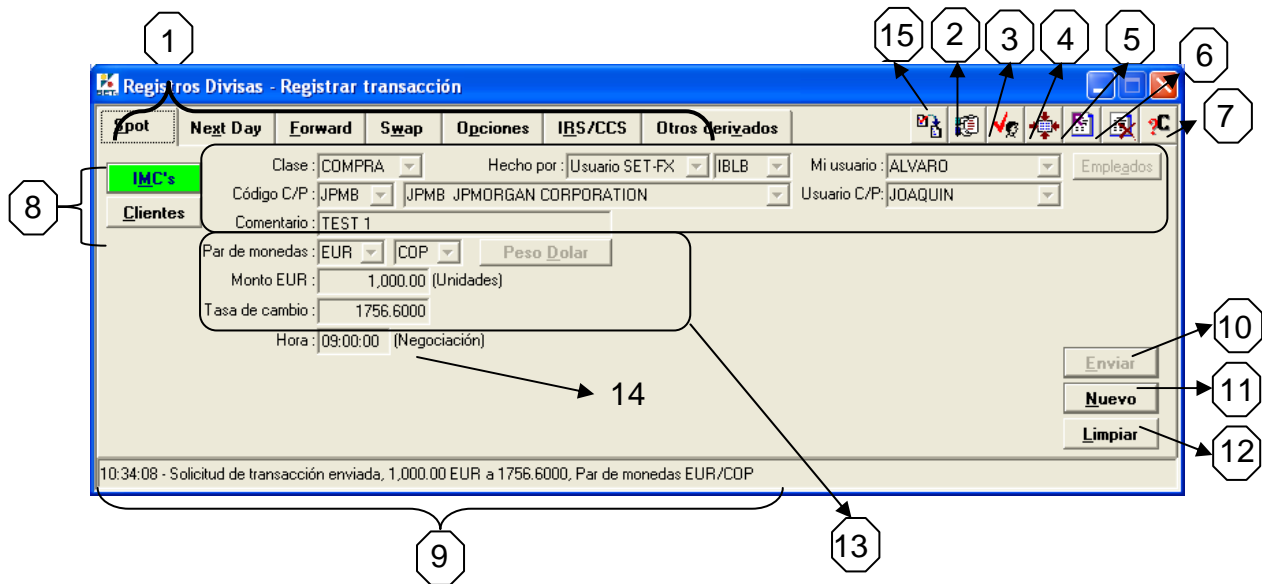 1 15 2 3 4 5 6
Registros Divisas - Registrar transacción
Spot Next Day Forward Swap Opciones IRS/CCS Otros derivados ?C 7
IMC's Clase : COMPRA Hecho por : Usuario SET-FX IBLB Mi usuario : ALVARO Empleados
8 Clientes Código C/P : JPMB JPMB JPMORGAN CORPORATION Usuario C/P: JOAQUIN
Comentario : TEST 1
Par de monedas : EUR COP Peso Dolar
Monto EUR : 1,000.00 (Unidades)
Tasa de cambio : 1756.6000
Hora : 09:00:00 (Negociación)
Enviar 10
14 Nuevo 11
Limpiar 12
10:34:08 - Solicitud de transacción enviada, 1,000.00 EUR a 1756.6000, Par de monedas EUR/COP
9 13